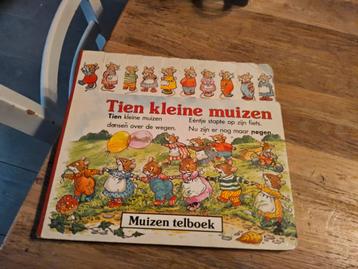 Tien kleine muizen
Tien kleine muizen
dansen over de wegen.
Eentje stapte op zijn fiets.
Nu zijn er nog maar negen.
Muizen telboek